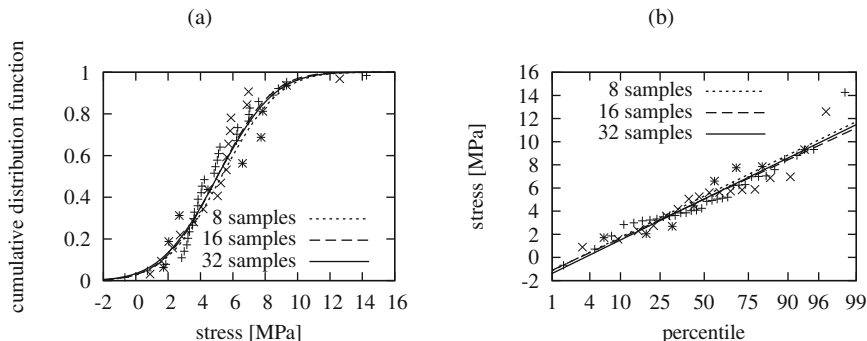 (a)
cumulative distribution function
1
0.8
0.6
0.4
0.2
0
8 samples
16 samples
32 samples
-2 0 2 4 6 8 10 12 14 16
stress [MPa]
(b)
stress [MPa]
16
14
12
10
8
6
4
2
0
-2
8 samples
16 samples
32 samples
1 4 10 25 50 75 90 96 99
percentile